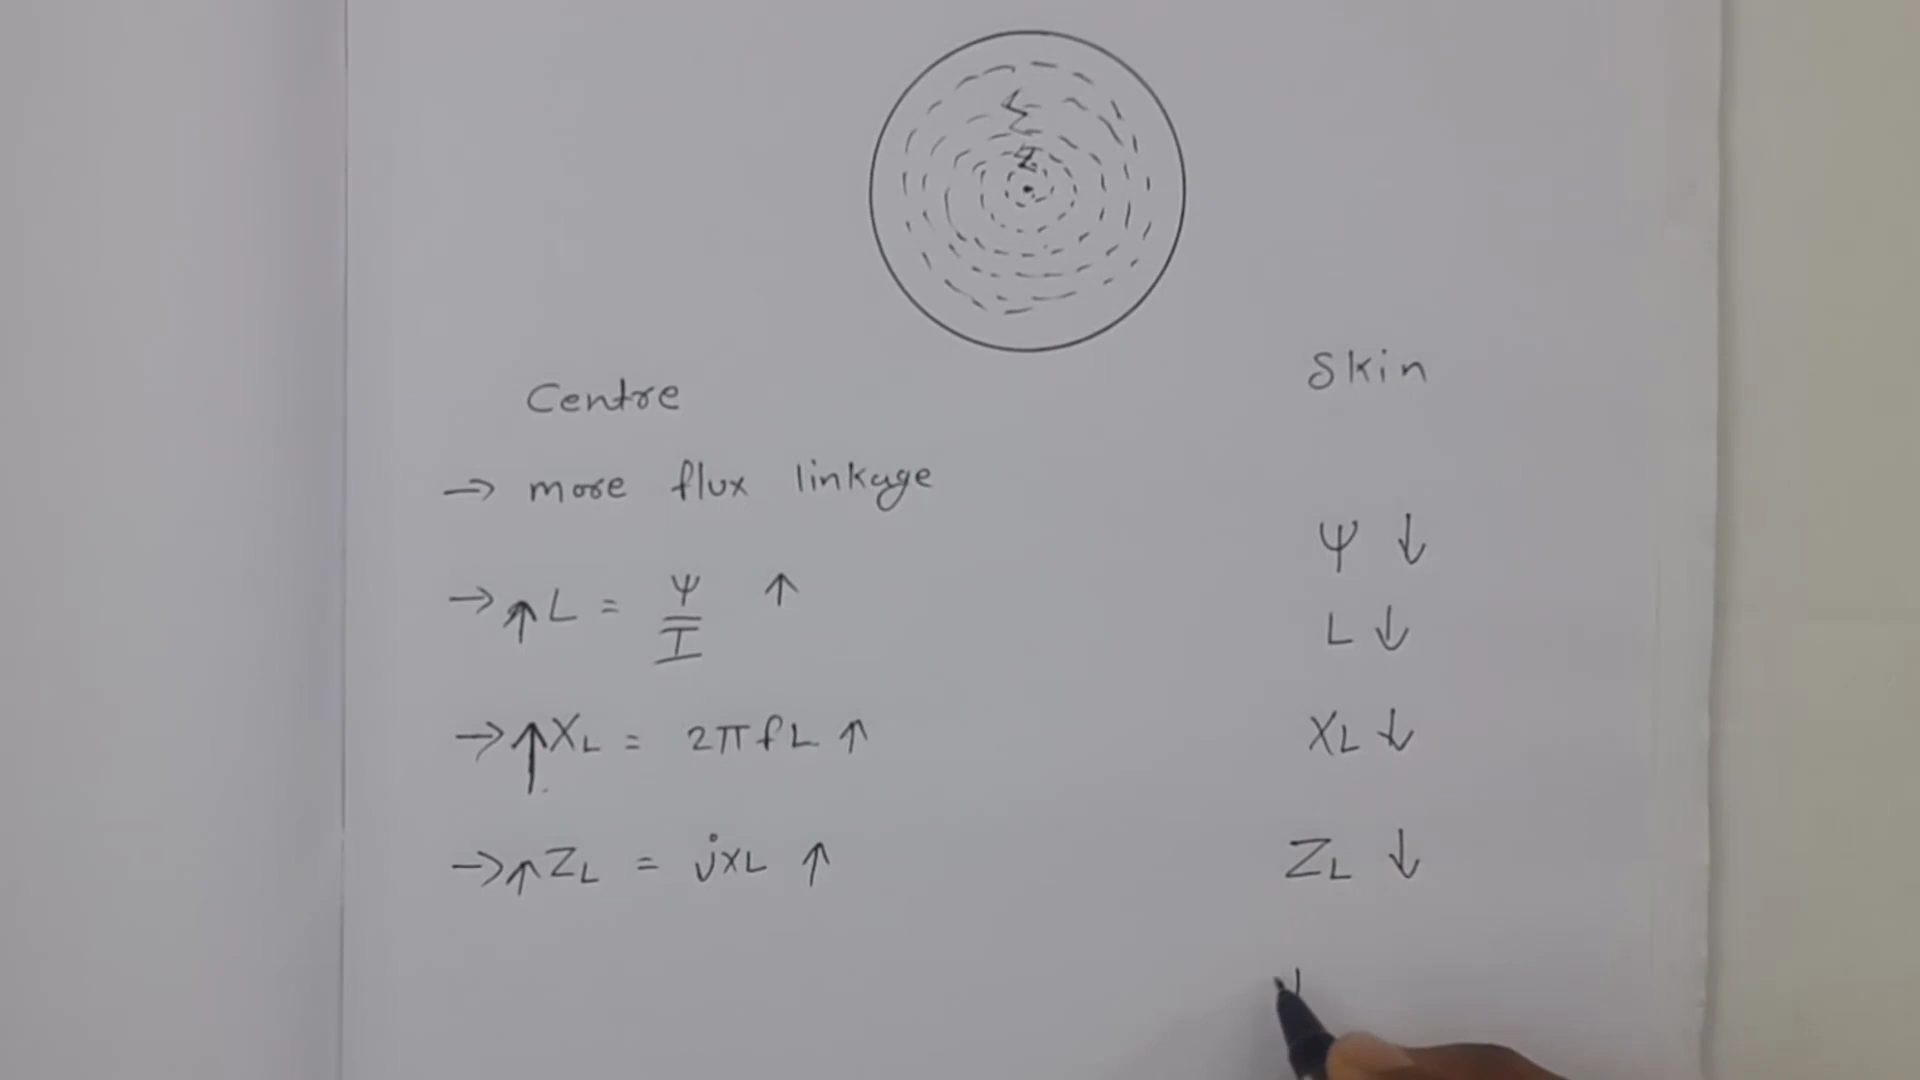 Centre
Skin
→ more flux linkage
ψ ↓
→ ↑ L = ψ / I ↑
L ↓
→ ↑ XL = 2πfL ↑
XL ↓
→ ↑ ZL = jXL ↑
ZL ↓